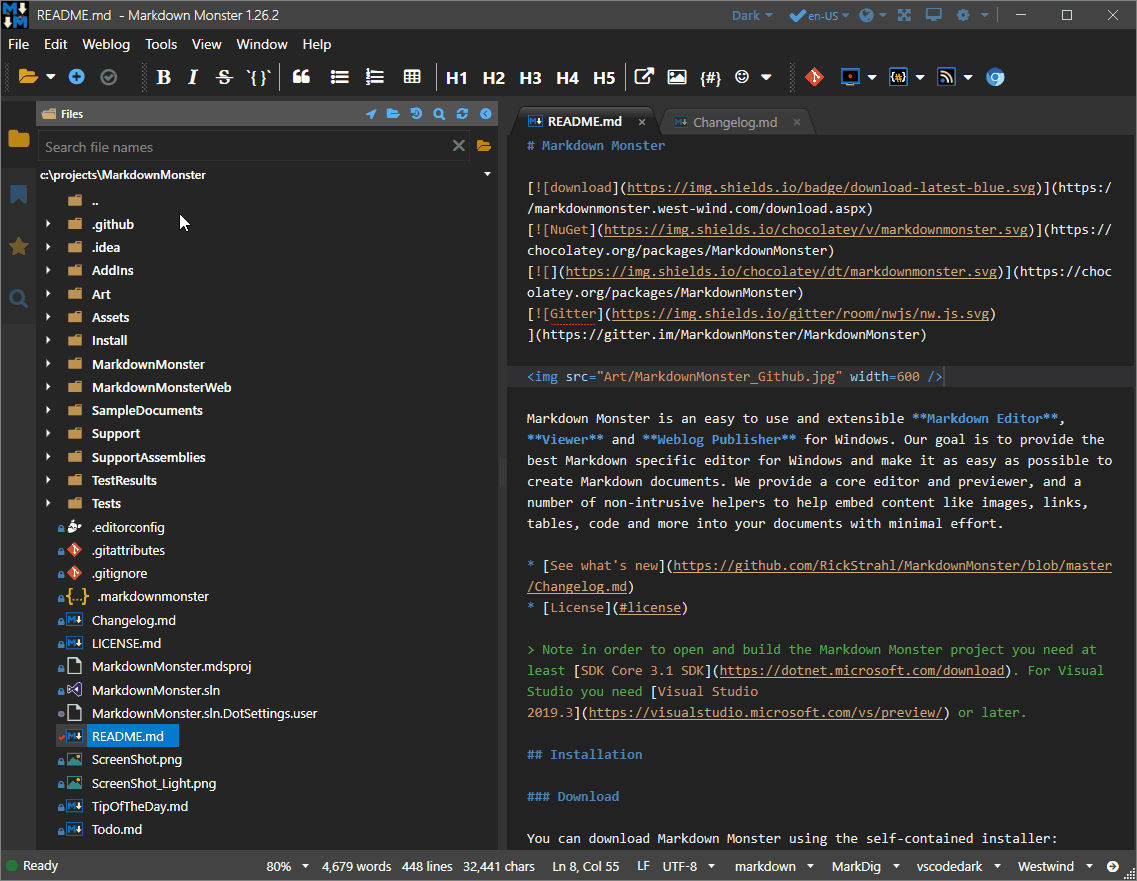 README.md - Markdown Monster 1.26.2
Dark
en-US
File Edit Weblog Tools View Window Help
B I S `{}` H1 H2 H3 H4 H5 {#} {#}
Files
Search file names
c:\projects\MarkdownMonster
..
.github
.idea
AddIns
Art
Assets
Install
MarkdownMonster
MarkdownMonsterWeb
SampleDocuments
Support
SupportAssemblies
TestResults
Tests
.editorconfig
.gitattributes
.gitignore
{...} .markdownmonster
Changelog.md
LICENSE.md
MarkdownMonster.mdsproj
MarkdownMonster.sln
MarkdownMonster.sln.DotSettings.user
README.md
ScreenShot.png
ScreenShot_Light.png
TipOfTheDay.md
Todo.md
README.md
Changelog.md
# Markdown Monster
[![download](https://img.shields.io/badge/download-latest-blue.svg)](https:/
/markdownmonster.west-wind.com/download.aspx)
[![NuGet](https://img.shields.io/chocolatey/v/markdownmonster.svg)](https://
chocolatey.org/packages/MarkdownMonster)
[![](https://img.shields.io/chocolatey/dt/markdownmonster.svg)](https://choc
olatey.org/packages/MarkdownMonster)
[![Gitter](https://img.shields.io/gitter/room/nwjs/nw.js.svg)
](https://gitter.im/MarkdownMonster/MarkdownMonster)
<img src="Art/MarkdownMonster_Github.jpg" width=600 />
Markdown Monster is an easy to use and extensible **Markdown Editor**,
**Viewer** and **Weblog Publisher** for Windows. Our goal is to provide the
best Markdown specific editor for Windows and make it as easy as possible to
create Markdown documents. We provide a core editor and previewer, and a
number of non-intrusive helpers to help embed content like images, links,
tables, code and more into your documents with minimal effort.
* [See what's new](https://github.com/RickStrahl/MarkdownMonster/blob/master
/Changelog.md)
* [License](#license)
> Note in order to open and build the Markdown Monster project you need at
least [SDK Core 3.1 SDK](https://dotnet.microsoft.com/download). For Visual
Studio you need [Visual Studio
2019.3](https://visualstudio.microsoft.com/vs/preview/) or later.
## Installation
### Download
You can download Markdown Monster using the self-contained installer:
Ready
80% 4,679 words 448 lines 32,441 chars Ln 8, Col 55 LF UTF-8 markdown MarkDig vscodedark Westwind